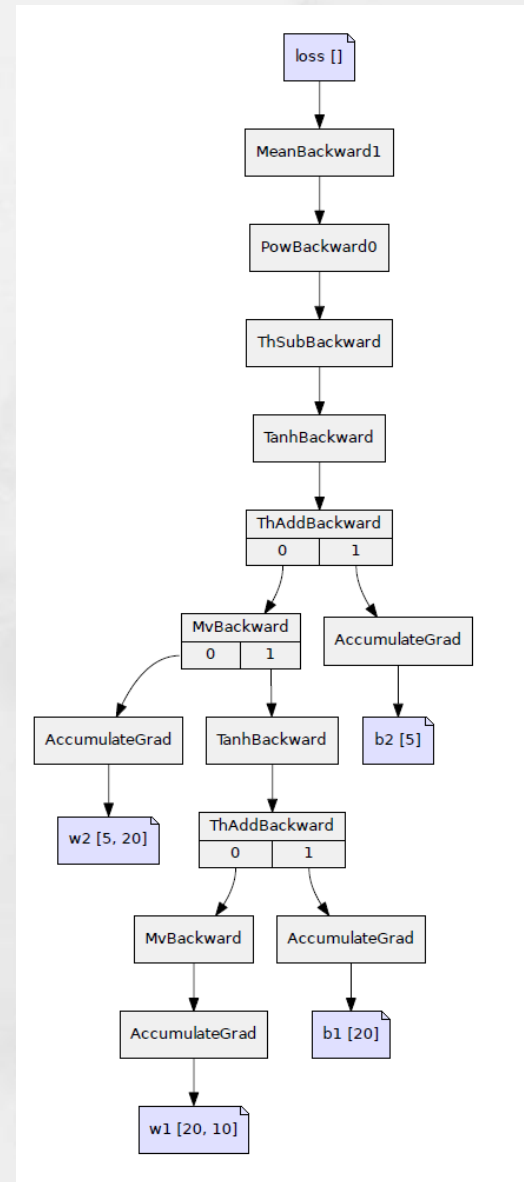 loss []
MeanBackward1
PowBackward0
ThSubBackward
TanhBackward
ThAddBackward
0 1
MvBackward
0 1
AccumulateGrad
AccumulateGrad
TanhBackward
b2 [5]
w2 [5, 20]
ThAddBackward
0 1
MvBackward
AccumulateGrad
AccumulateGrad
b1 [20]
w1 [20, 10]